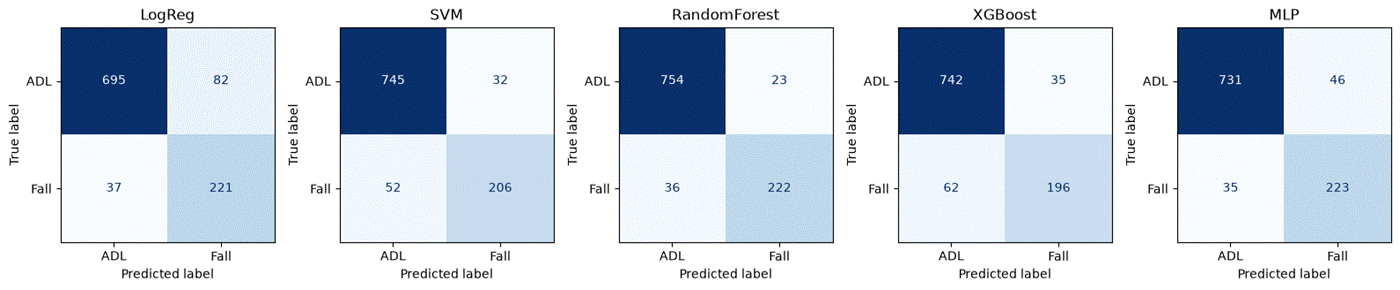 LogReg
ADL 695 82
Fall 37 221
ADL Fall
Predicted label
True label
SVM
ADL 745 32
Fall 52 206
ADL Fall
Predicted label
True label
RandomForest
ADL 754 23
Fall 36 222
ADL Fall
Predicted label
True label
XGBoost
ADL 742 35
Fall 62 196
ADL Fall
Predicted label
True label
MLP
ADL 731 46
Fall 35 223
ADL Fall
Predicted label
True label